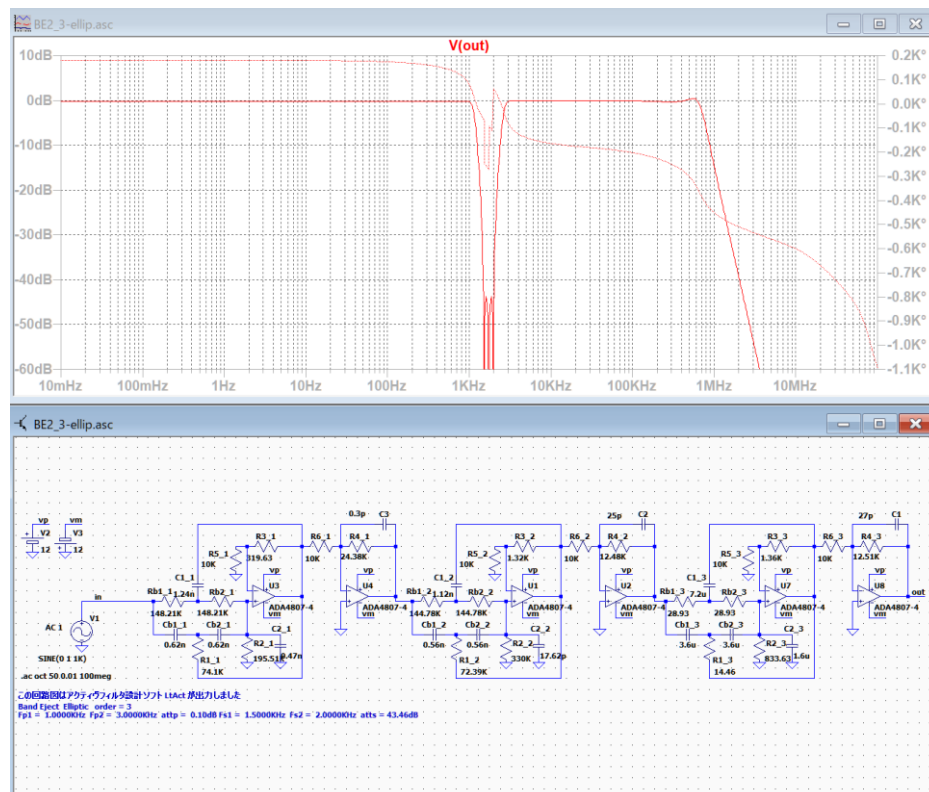 BE2_3-ellip.asc
V(out)
10dB
0dB
-10dB
-20dB
-30dB
-40dB
-50dB
-60dB
0.2K°
0.1K°
0.0K°
-0.1K°
-0.2K°
-0.3K°
-0.4K°
-0.5K°
-0.6K°
-0.7K°
-0.8K°
-0.9K°
-1.0K°
-1.1K°
10mHz 100mHz 1Hz 10Hz 100Hz 1KHz 10KHz 100KHz 1MHz 10MHz
BE2_3-ellip.asc
vp vm
V2 V3
12 12
in
V1
AC 1
SINE(0 1 1K)
.ac oct 50 0.01 100meg
C1_1
1.24n
Rb1_1
148.21K
Rb2_1
148.21K
Cb1_1
0.62n
Cb2_1
0.62n
R1_1
74.1K
R2_1
C2_1
R5_1
10K
R3_1
319.63
vp
U3
ADA4807-4
vm
R6_1
10K
0.3p C3
R4_1
24.38K
vp
U4
ADA4807-4
vm
C1_2
1.12n
Rb1_2
144.78K
Rb2_2
144.78K
Cb1_2
0.56n
Cb2_2
0.56n
R1_2
72.39K
R2_2
330K
C2_2
17.62p
R5_2
10K
R3_2
1.32K
vp
U1
ADA4807-4
vm
R6_2
10K
25p C2
R4_2
12.48K
vp
U2
ADA4807-4
vm
C1_3
7.2u
Rb1_3
28.93
Rb2_3
28.93
Cb1_3
3.6u
Cb2_3
3.6u
R1_3
14.46
R2_3
833.63
C2_3
R5_3
10K
R3_3
1.36K
vp
U7
ADA4807-4
vm
R6_3
10K
27p C1
R4_3
12.51K
vp
U8
ADA4807-4
vm
out
この回路図はアクティヴフィルタ設計ソフト LtAct が出力しました
Band Eject Elliptic order = 3
Fp1 = 1.0000KHz Fp2 = 3.0000KHz attp = 0.10dB Fs1 = 1.5000KHz Fs2 = 2.0000KHz atts = 43.46dB